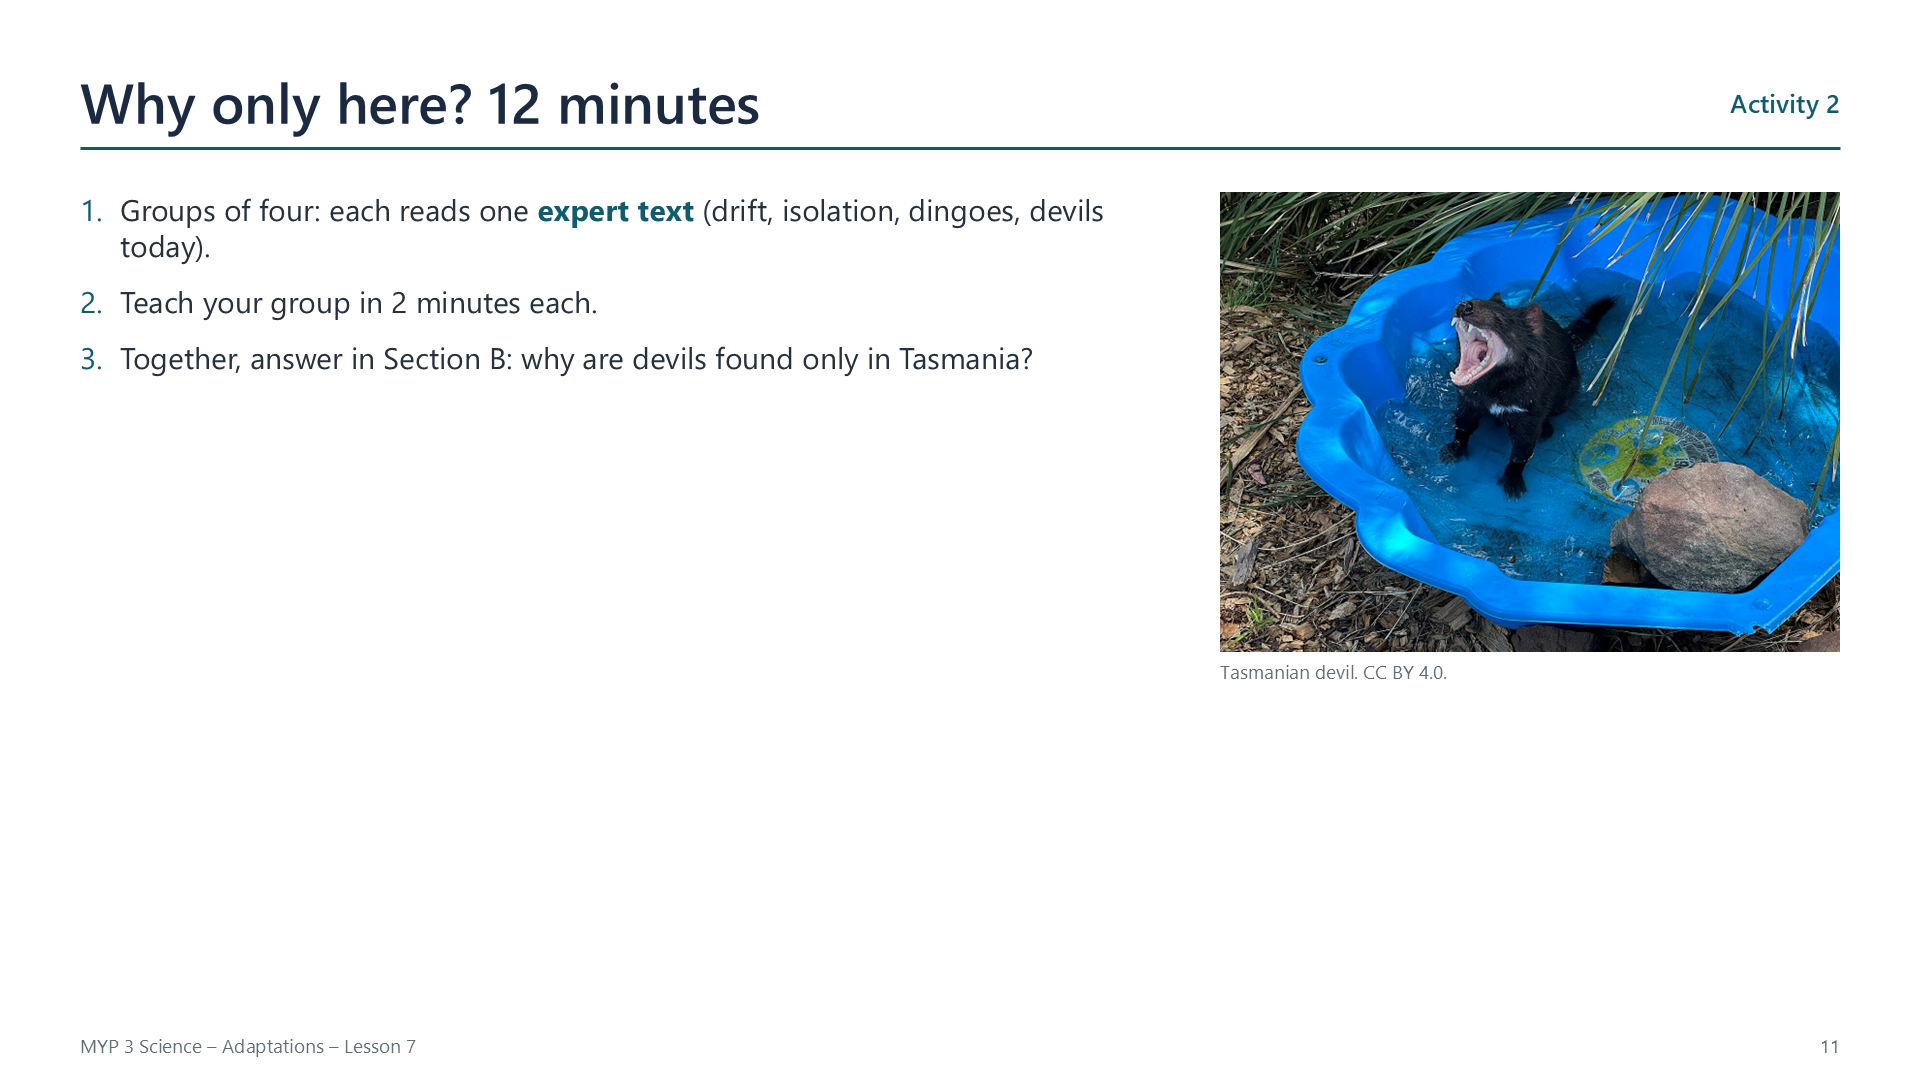 Why only here? 12 minutes
Activity 2
1. Groups of four: each reads one expert text (drift, isolation, dingoes, devils
today).
2. Teach your group in 2 minutes each.
3. Together, answer in Section B: why are devils found only in Tasmania?
Tasmanian devil. CC BY 4.0.
MYP 3 Science – Adaptations – Lesson 7
11